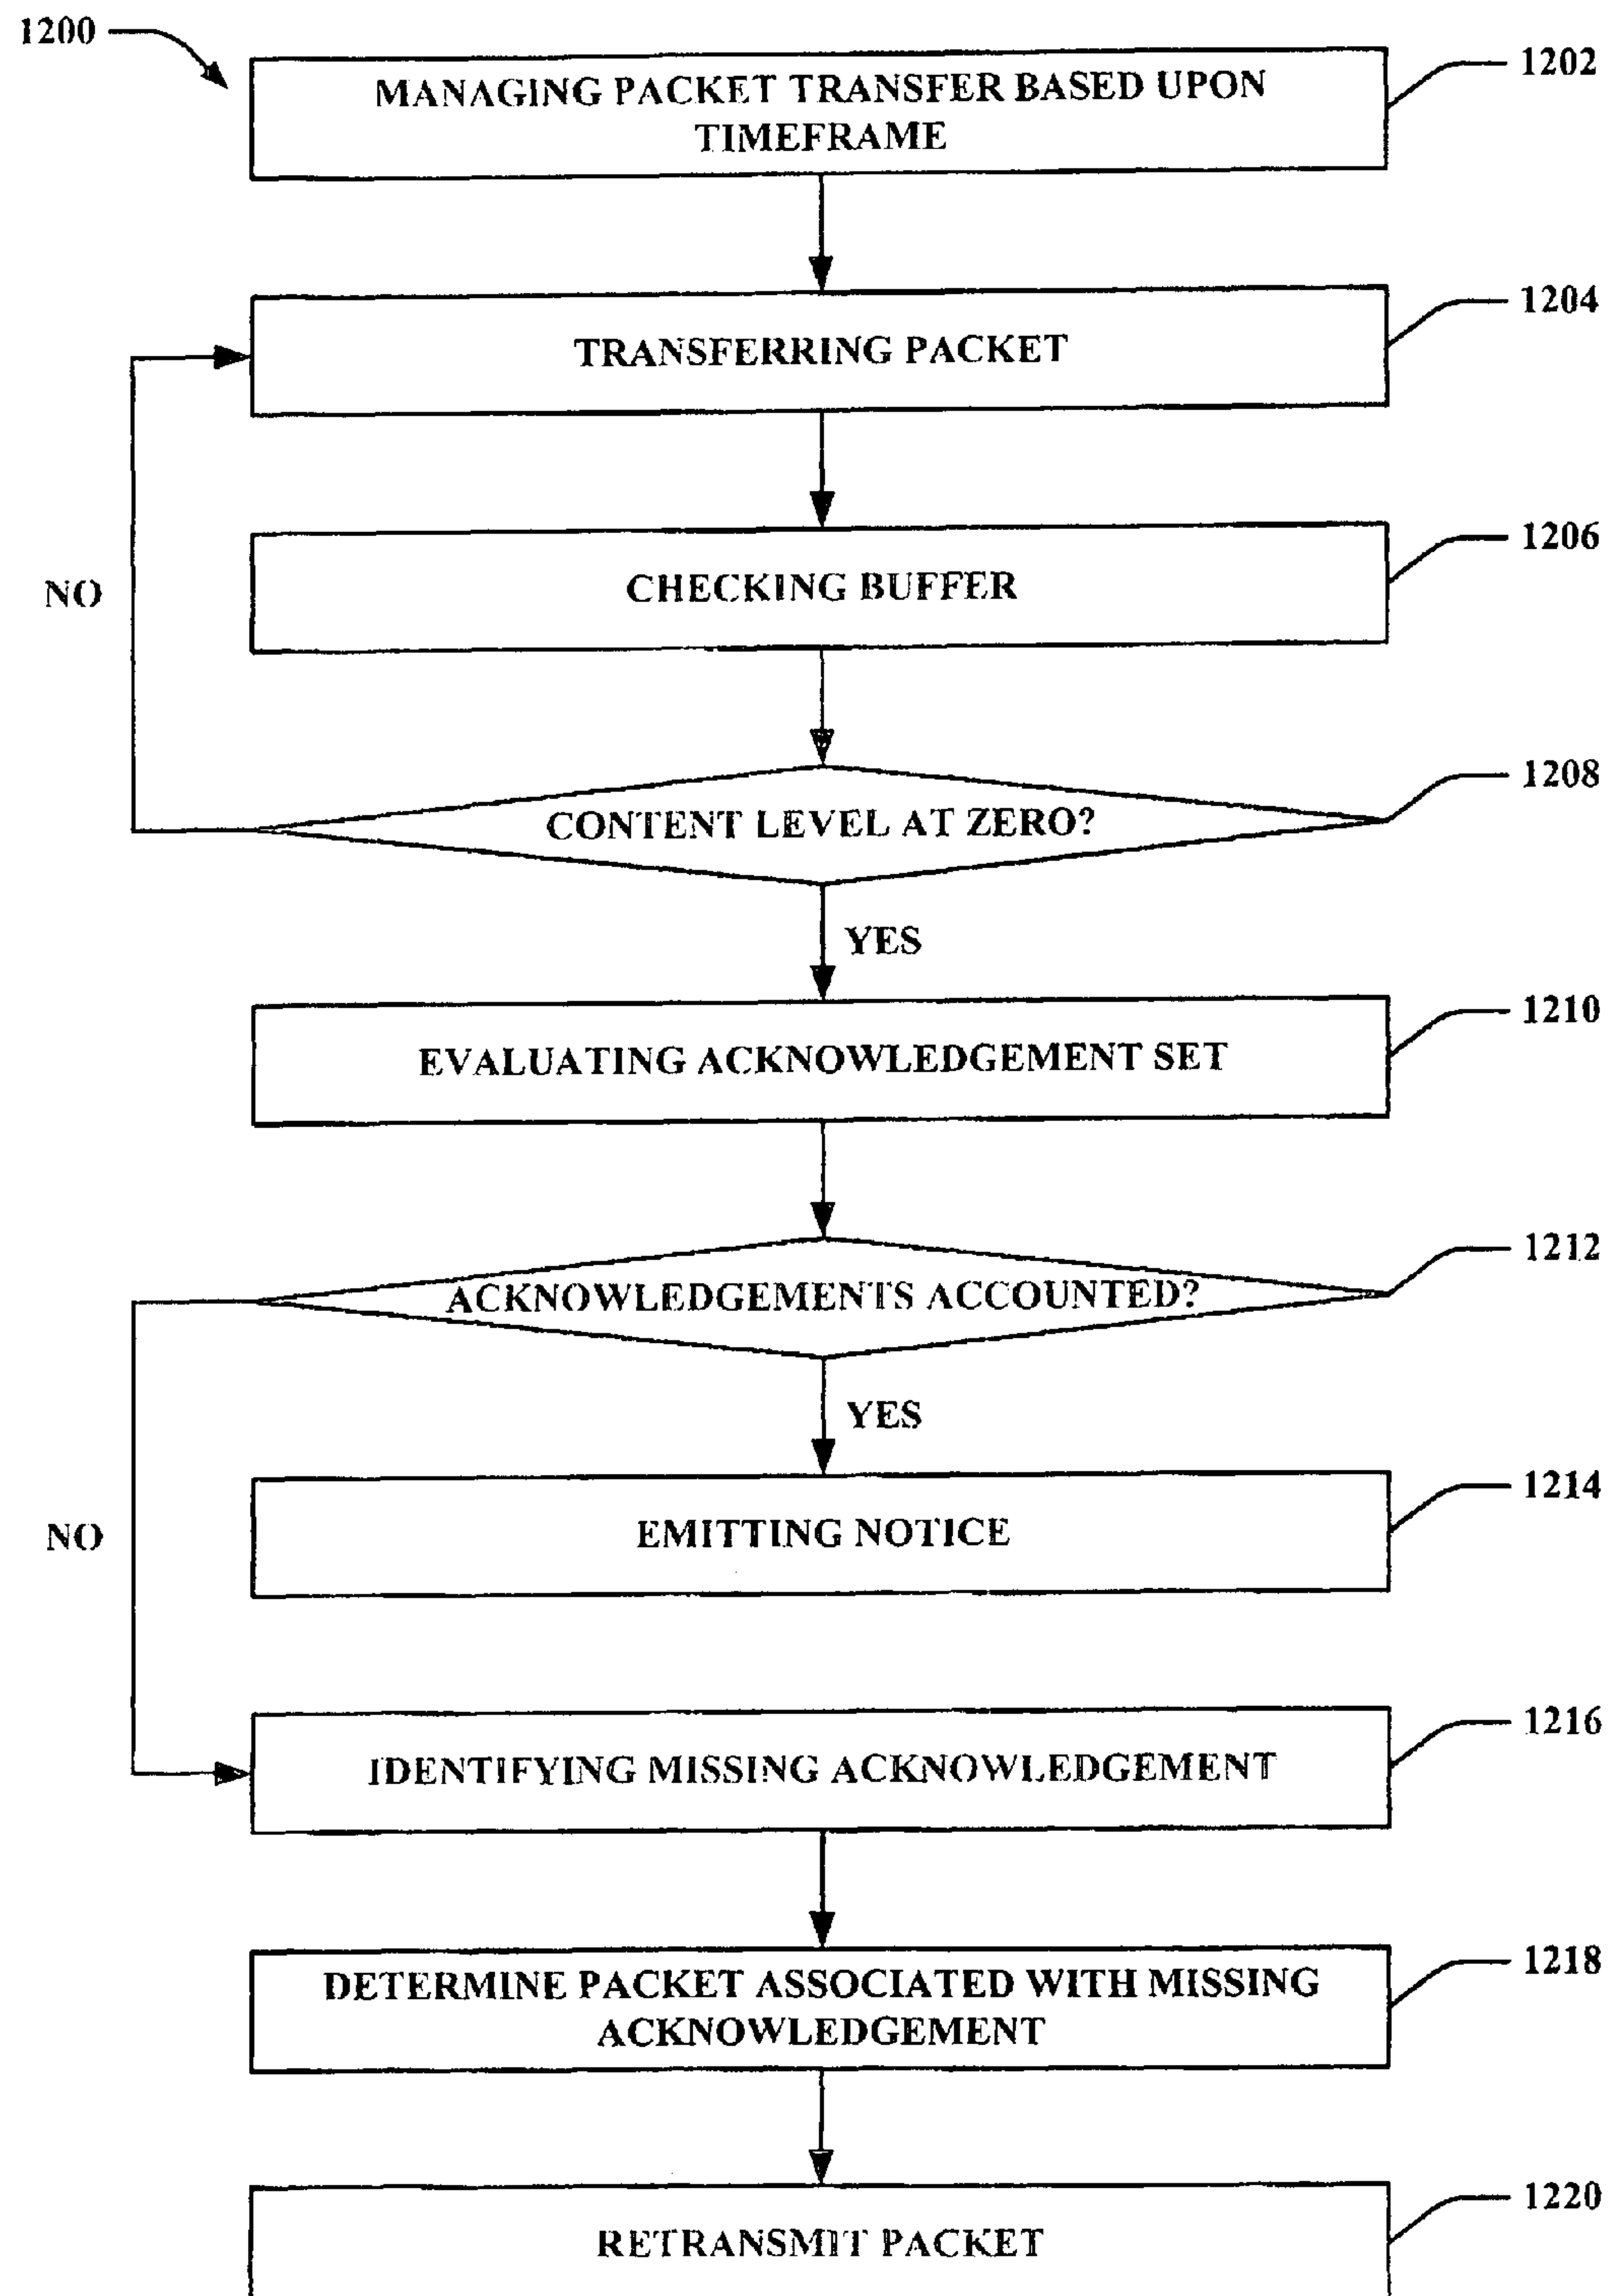 1200
1202
MANAGING PACKET TRANSFER BASED UPON
TIMEFRAME
1204
TRANSFERRING PACKET
1206
CHECKING BUFFER
NO
1208
CONTENT LEVEL AT ZERO?
YES
1210
EVALUATING ACKNOWLEDGEMENT SET
1212
ACKNOWLEDGEMENTS ACCOUNTED?
YES
1214
EMITTING NOTICE
NO
1216
IDENTIFYING MISSING ACKNOWLEDGEMENT
1218
DETERMINE PACKET ASSOCIATED WITH MISSING
ACKNOWLEDGEMENT
1220
RETRANSMIT PACKET